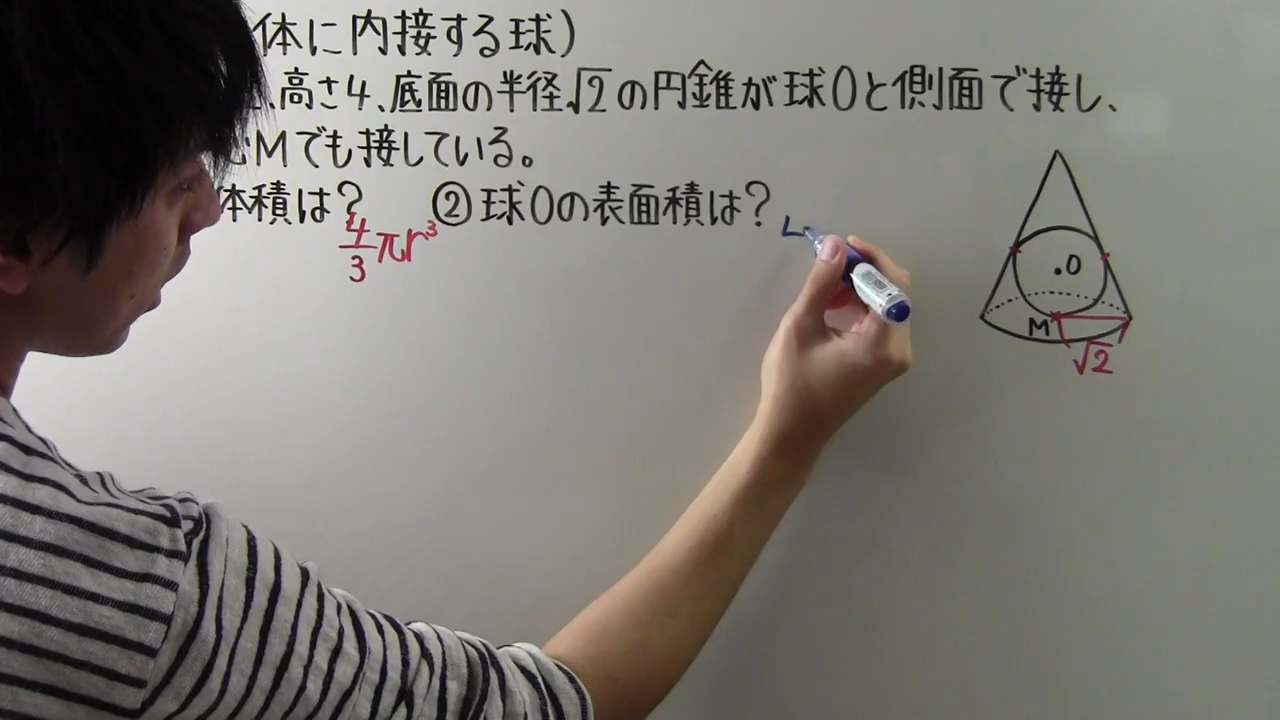 体に内接する球)
、高さ4、底面の半径√2の円錐が球Oと側面で接し、
Mでも接している。
体積は? ②球Oの表面積は?
4/3 πr³
O
M
√2